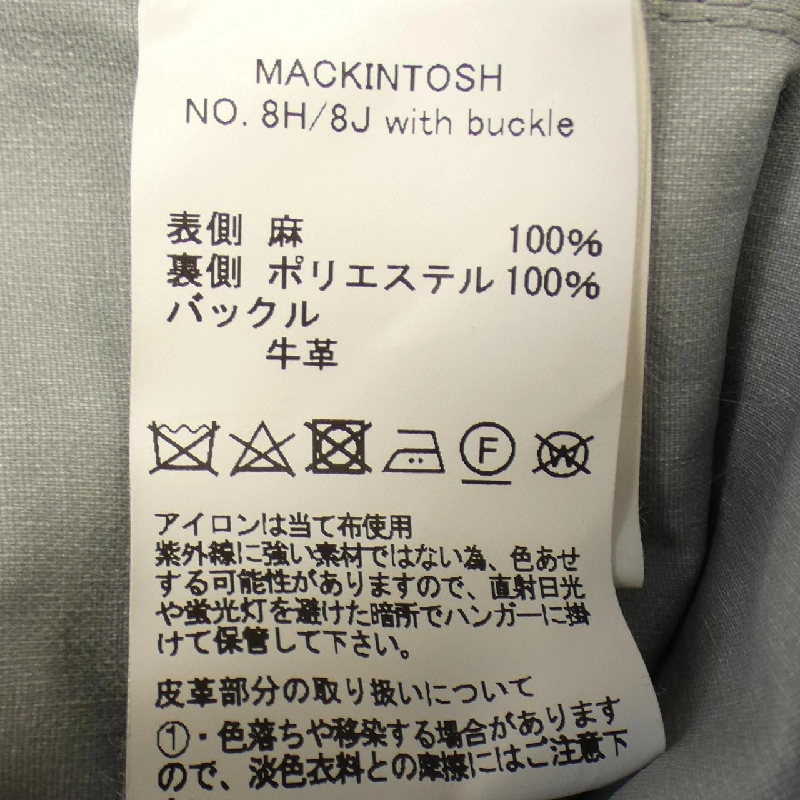 MACKINTOSH
NO. 8H/8J with buckle
表側 麻 100%
裏側 ポリエステル 100%
バックル
牛革
F
W
アイロンは当て布使用
紫外線に強い素材ではない為、色あせ
する可能性がありますので、直射日光
や蛍光灯を避けた暗所でハンガーに掛
けて保管して下さい。
皮革部分の取り扱いについて
①・色落ちや移染する場合があります
ので、淡色衣料との摩擦にはご注意下